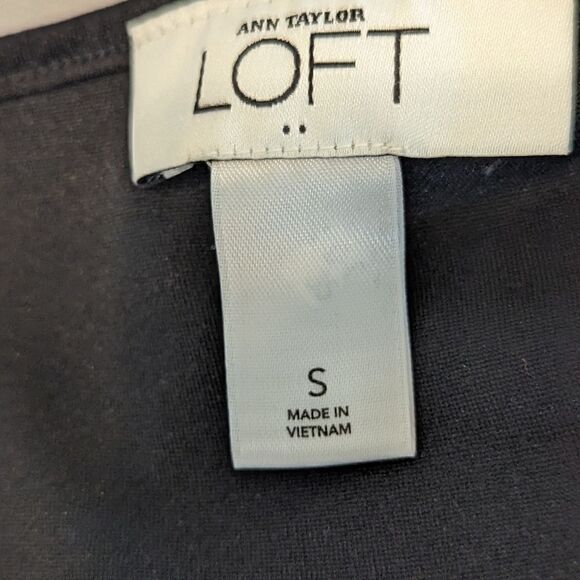 ANN TAYLOR
LOFT
S
MADE IN
VIETNAM